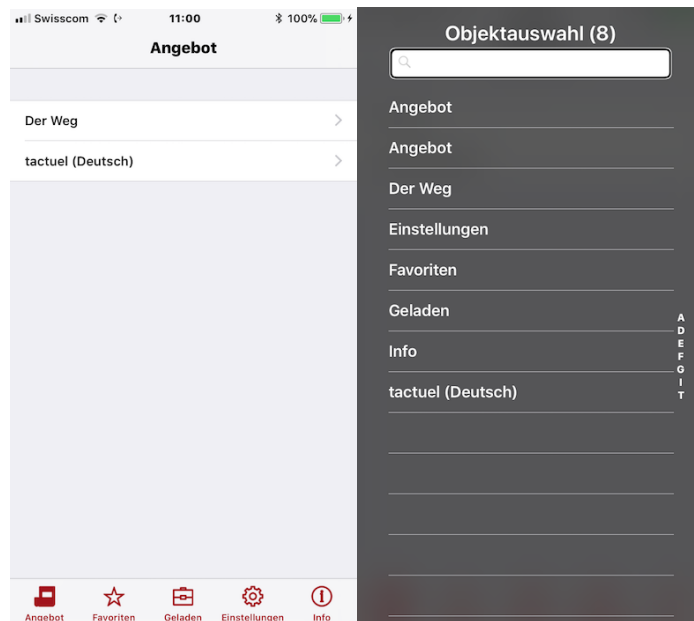 Swisscom 11:00 100%
Angebot
Der Weg
tactuel (Deutsch)
Angebot Favoriten Geladen Einstellungen Info
Objektauswahl (8)
Angebot
Angebot
Der Weg
Einstellungen
Favoriten
Geladen
Info
tactuel (Deutsch)
A
D
E
F
G
I
T